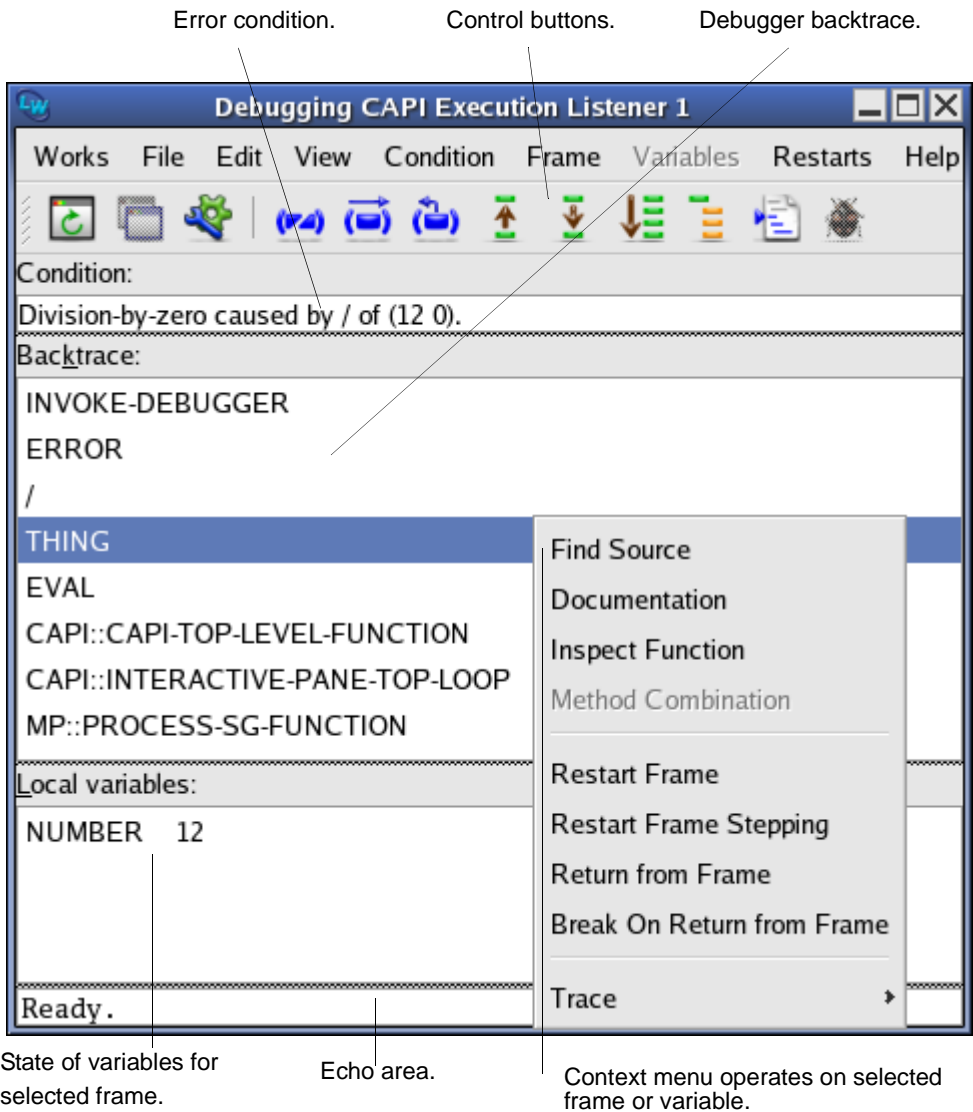 Error condition.
Control buttons.
Debugger backtrace.
LW
Debugging CAPI Execution Listener 1
Works File Edit View Condition Frame Variables Restarts Help
Condition:
Division-by-zero caused by / of (12 0).
Backtrace:
INVOKE-DEBUGGER
ERROR
/
THING
EVAL
CAPI::CAPI-TOP-LEVEL-FUNCTION
CAPI::INTERACTIVE-PANE-TOP-LOOP
MP::PROCESS-SG-FUNCTION
Find Source
Documentation
Inspect Function
Method Combination
Restart Frame
Restart Frame Stepping
Return from Frame
Break On Return from Frame
Trace
Local variables:
NUMBER 12
Ready.
State of variables for
selected frame.
Echo area.
Context menu operates on selected
frame or variable.